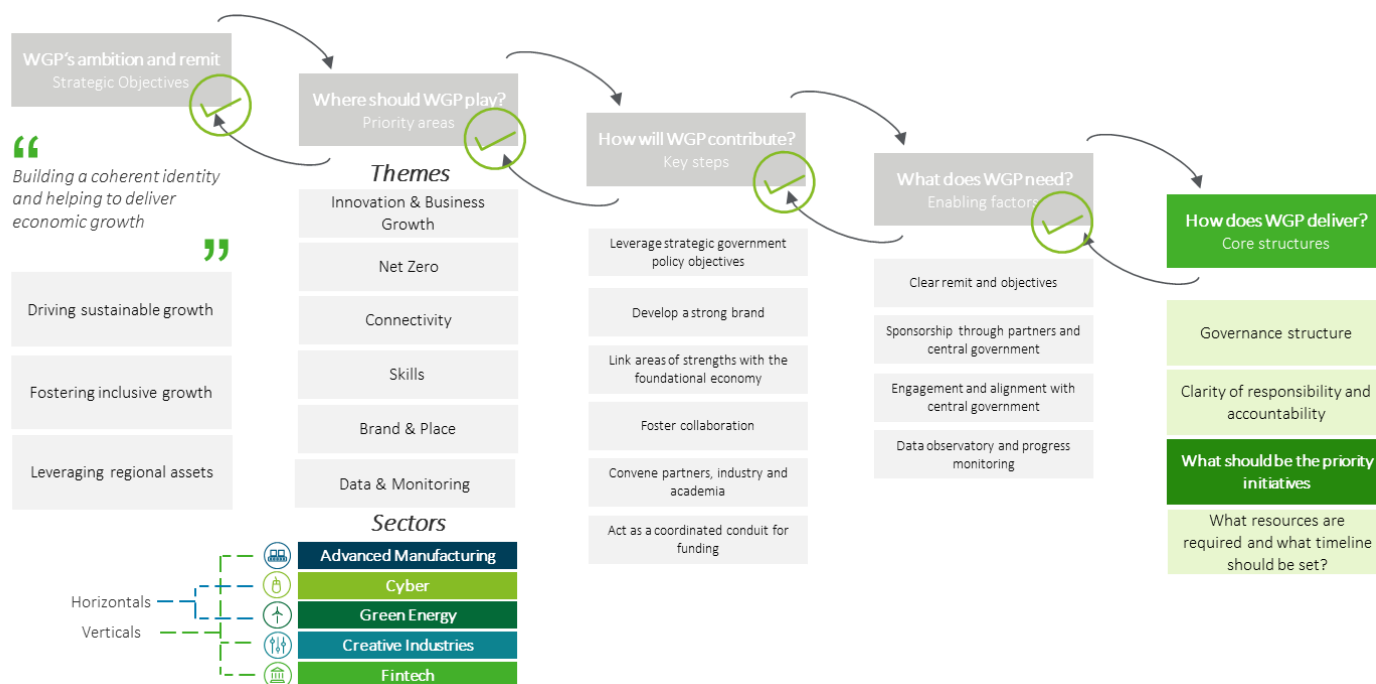 WGP's ambition and remit
Strategic Objectives
“
Building a coherent identity
and helping to deliver
economic growth
”
Driving sustainable growth
Fostering inclusive growth
Leveraging regional assets
Where should WGP play?
Priority areas
Themes
Innovation & Business
Growth
Net Zero
Connectivity
Skills
Brand & Place
Data & Monitoring
Sectors
Horizontals
Verticals
Advanced Manufacturing
Cyber
Green Energy
Creative Industries
Fintech
How will WGP contribute?
Key steps
Leverage strategic government
policy objectives
Develop a strong brand
Link areas of strengths with the
foundational economy
Foster collaboration
Convene partners, industry and
academia
Act as a coordinated conduit for
funding
What does WGP need?
Enabling factors
Clear remit and objectives
Sponsorship through partners and
central government
Engagement and alignment with
central government
Data observatory and progress
monitoring
How does WGP deliver?
Core structures
Governance structure
Clarity of responsibility and
accountability
What should be the priority
initiatives
What resources are
required and what timeline
should be set?